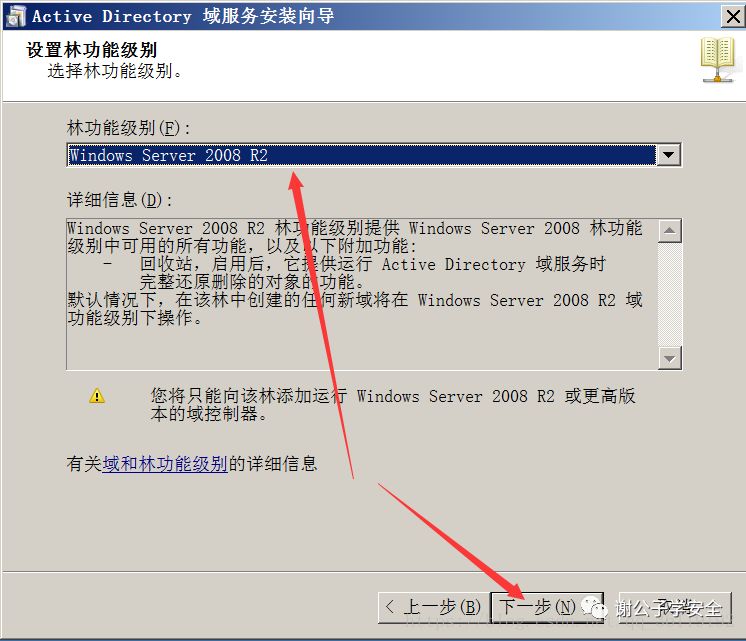 Active Directory 域服务安装向导
设置林功能级别
选择林功能级别。
林功能级别(F):
Windows Server 2008 R2
详细信息(D):
Windows Server 2008 R2 林功能级别提供 Windows Server 2008 林功能
级别中可用的所有功能，以及以下附加功能:
- 回收站，启用后，它提供运行 Active Directory 域服务时
完整还原删除的对象的功能。
默认情况下，在该林中创建的任何新域将在 Windows Server 2008 R2 域
功能级别下操作。
您将只能向该林添加运行 Windows Server 2008 R2 或更高版
本的域控制器。
有关域和林功能级别的详细信息
< 上一步(B) 下一步(N) 取消
谢公子学安全